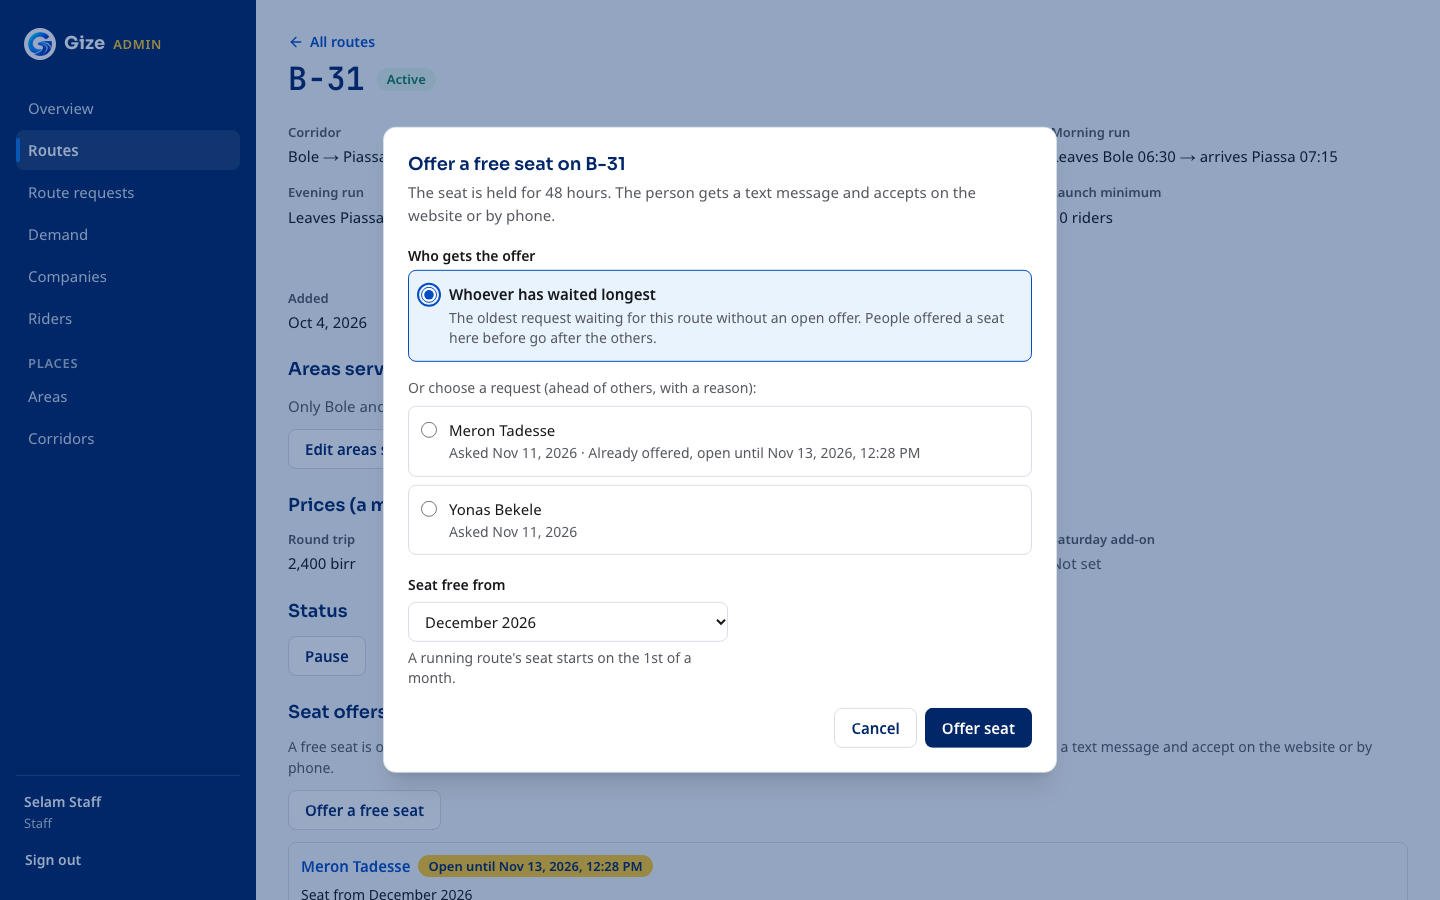 Gize ADMIN
Overview
Routes
Route requests
Demand
Companies
Riders
PLACES
Areas
Corridors
Selam Staff
Staff
Sign out
← All routes
B-31 Active
Corridor
Bole → Piassa
Morning run
Leaves Bole 06:30 → arrives Piassa 07:15
Evening run
Leaves Piassa
Launch minimum
0 riders
Added
Oct 4, 2026
Areas serv
Only Bole and
Edit areas s
Prices (a m
Round trip
2,400 birr
Saturday add-on
Not set
Status
Pause
Seat offers
A free seat is o
a text message and accept on the website or by
phone.
Offer a free seat
Meron Tadesse Open until Nov 13, 2026, 12:28 PM
Seat from December 2026
Offer a free seat on B-31
The seat is held for 48 hours. The person gets a text message and accepts on the
website or by phone.
Who gets the offer
Whoever has waited longest
The oldest request waiting for this route without an open offer. People offered a seat
here before go after the others.
Or choose a request (ahead of others, with a reason):
Meron Tadesse
Asked Nov 11, 2026 · Already offered, open until Nov 13, 2026, 12:28 PM
Yonas Bekele
Asked Nov 11, 2026
Seat free from
December 2026
A running route's seat starts on the 1st of a
month.
Cancel
Offer seat